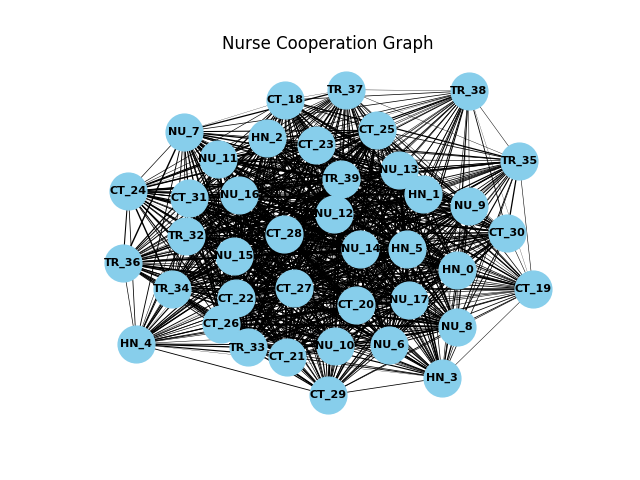 Nurse Cooperation Graph
TR_37
TR_38
CT_18
CT_25
NU_7
HN_2
CT_23
NU_11
TR_35
NU_13
TR_39
CT_24
NU_16
HN_1
CT_31
NU_9
NU_12
CT_30
TR_32
CT_28
NU_14
HN_5
NU_15
TR_36
HN_0
TR_34
CT_27
CT_19
CT_22
NU_17
CT_20
CT_26
NU_8
HN_4
NU_10
NU_6
TR_33
CT_21
HN_3
CT_29